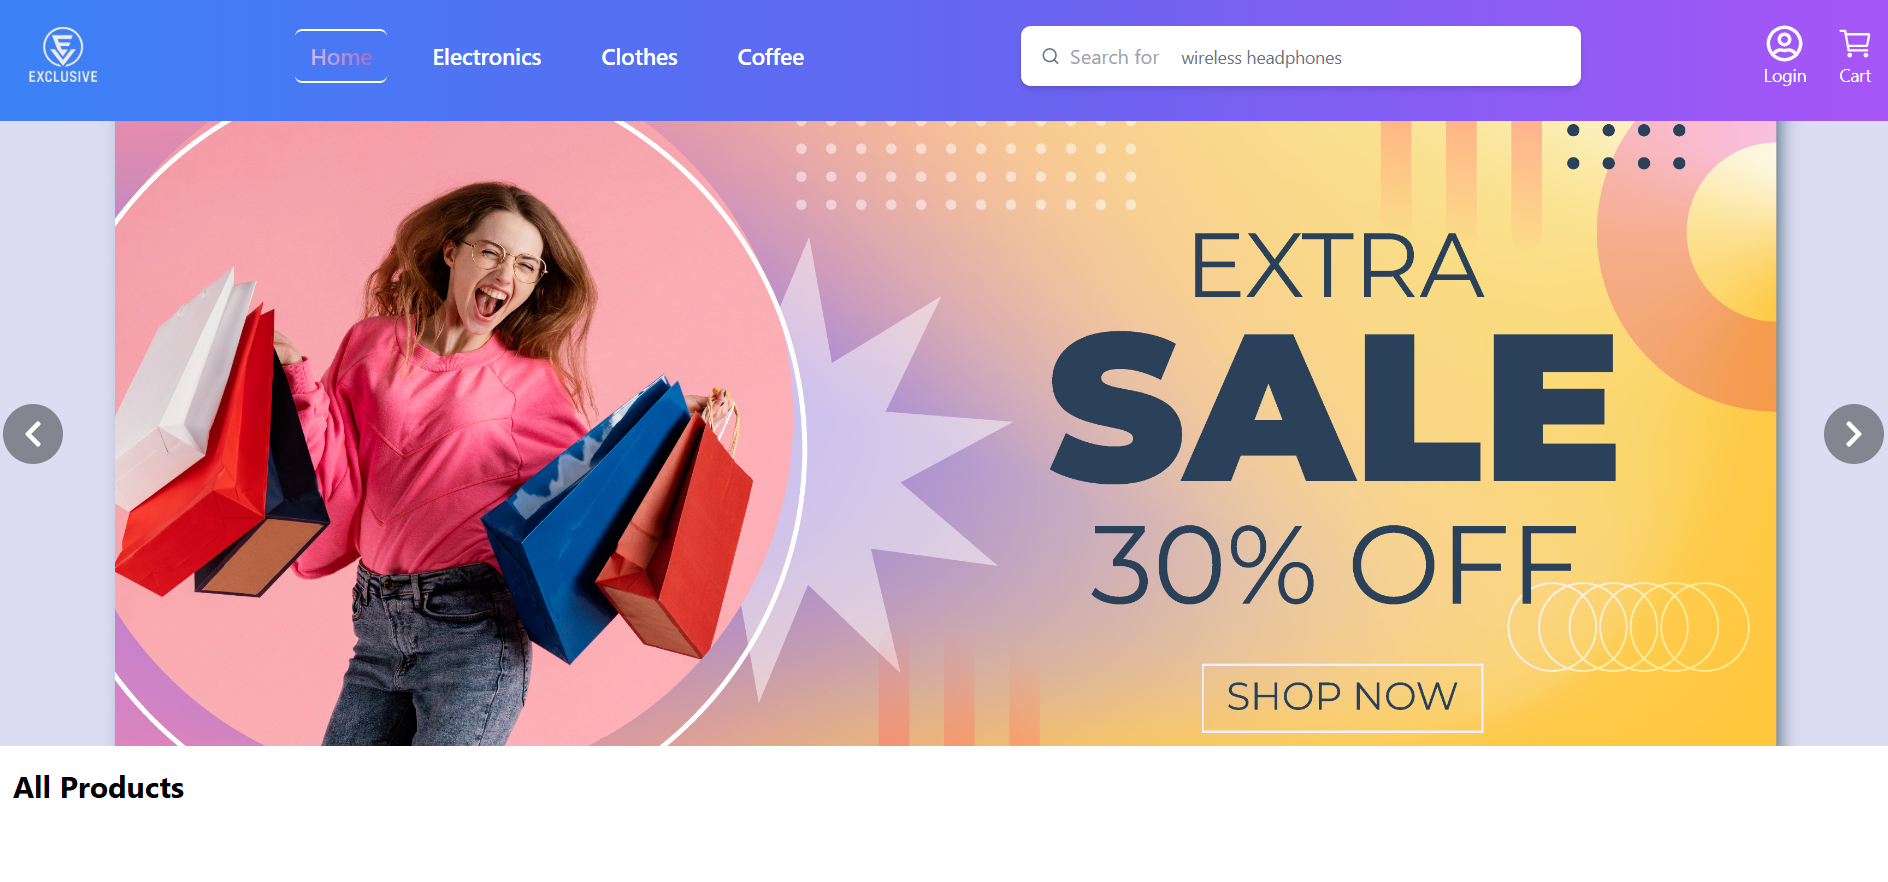 EXCLUSIVE
Home Electronics Clothes Coffee
Search for wireless headphones
Login Cart
EXTRA
SALE
30% OFF
SHOP NOW
All Products